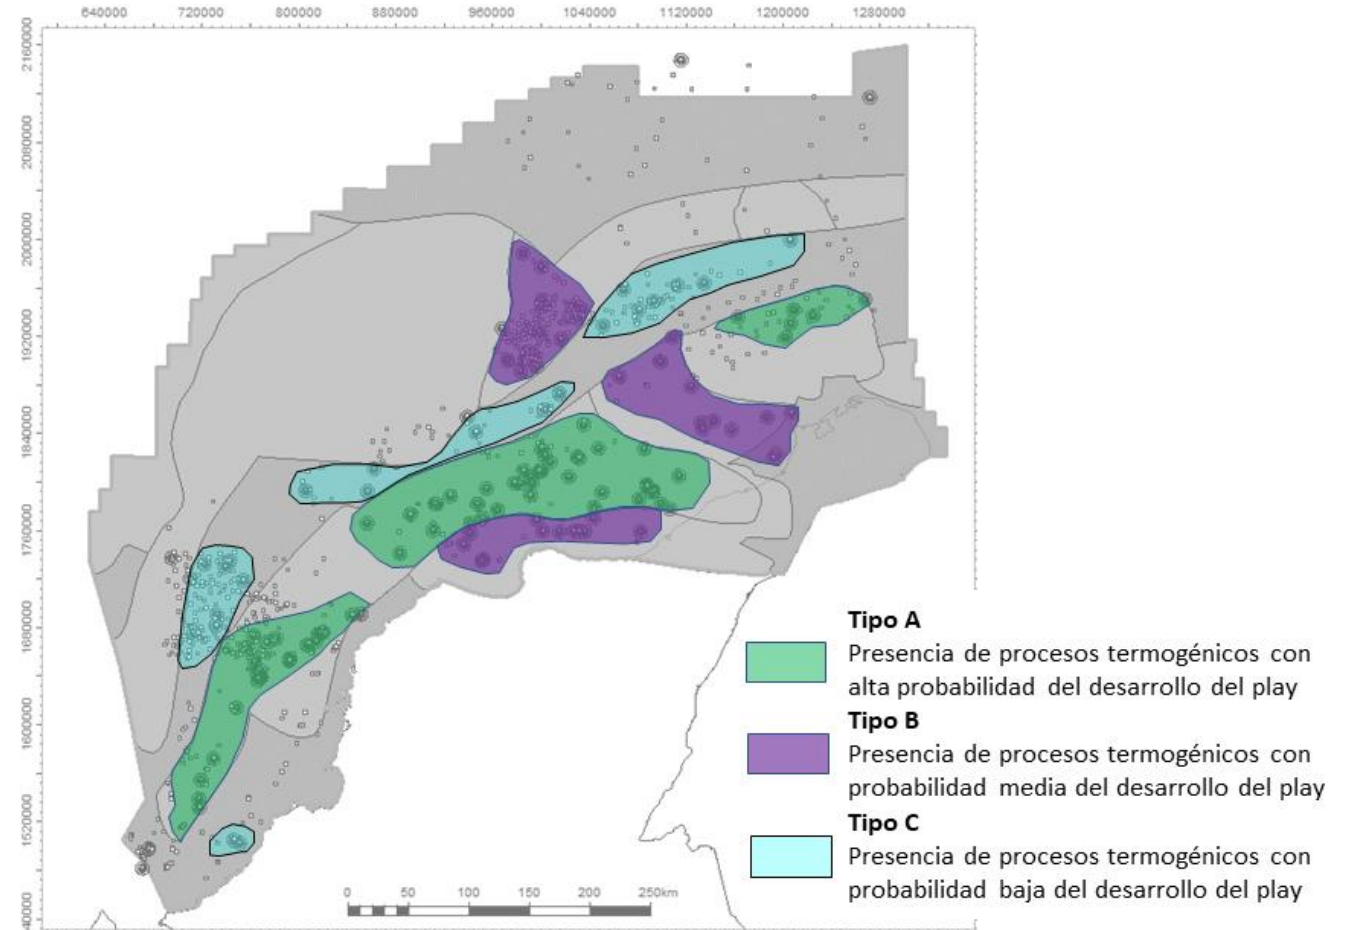 640000 720000 800000 880000 960000 1040000 1120000 1200000 1280000
2160000
2080000
2000000
1920000
1840000
1760000
1680000
1600000
1520000
40000
Tipo A
Presencia de procesos termogénicos con
alta probabilidad del desarrollo del play
Tipo B
Presencia de procesos termogénicos con
probabilidad media del desarrollo del play
Tipo C
Presencia de procesos termogénicos con
probabilidad baja del desarrollo del play
0 50 100 150 200 250km